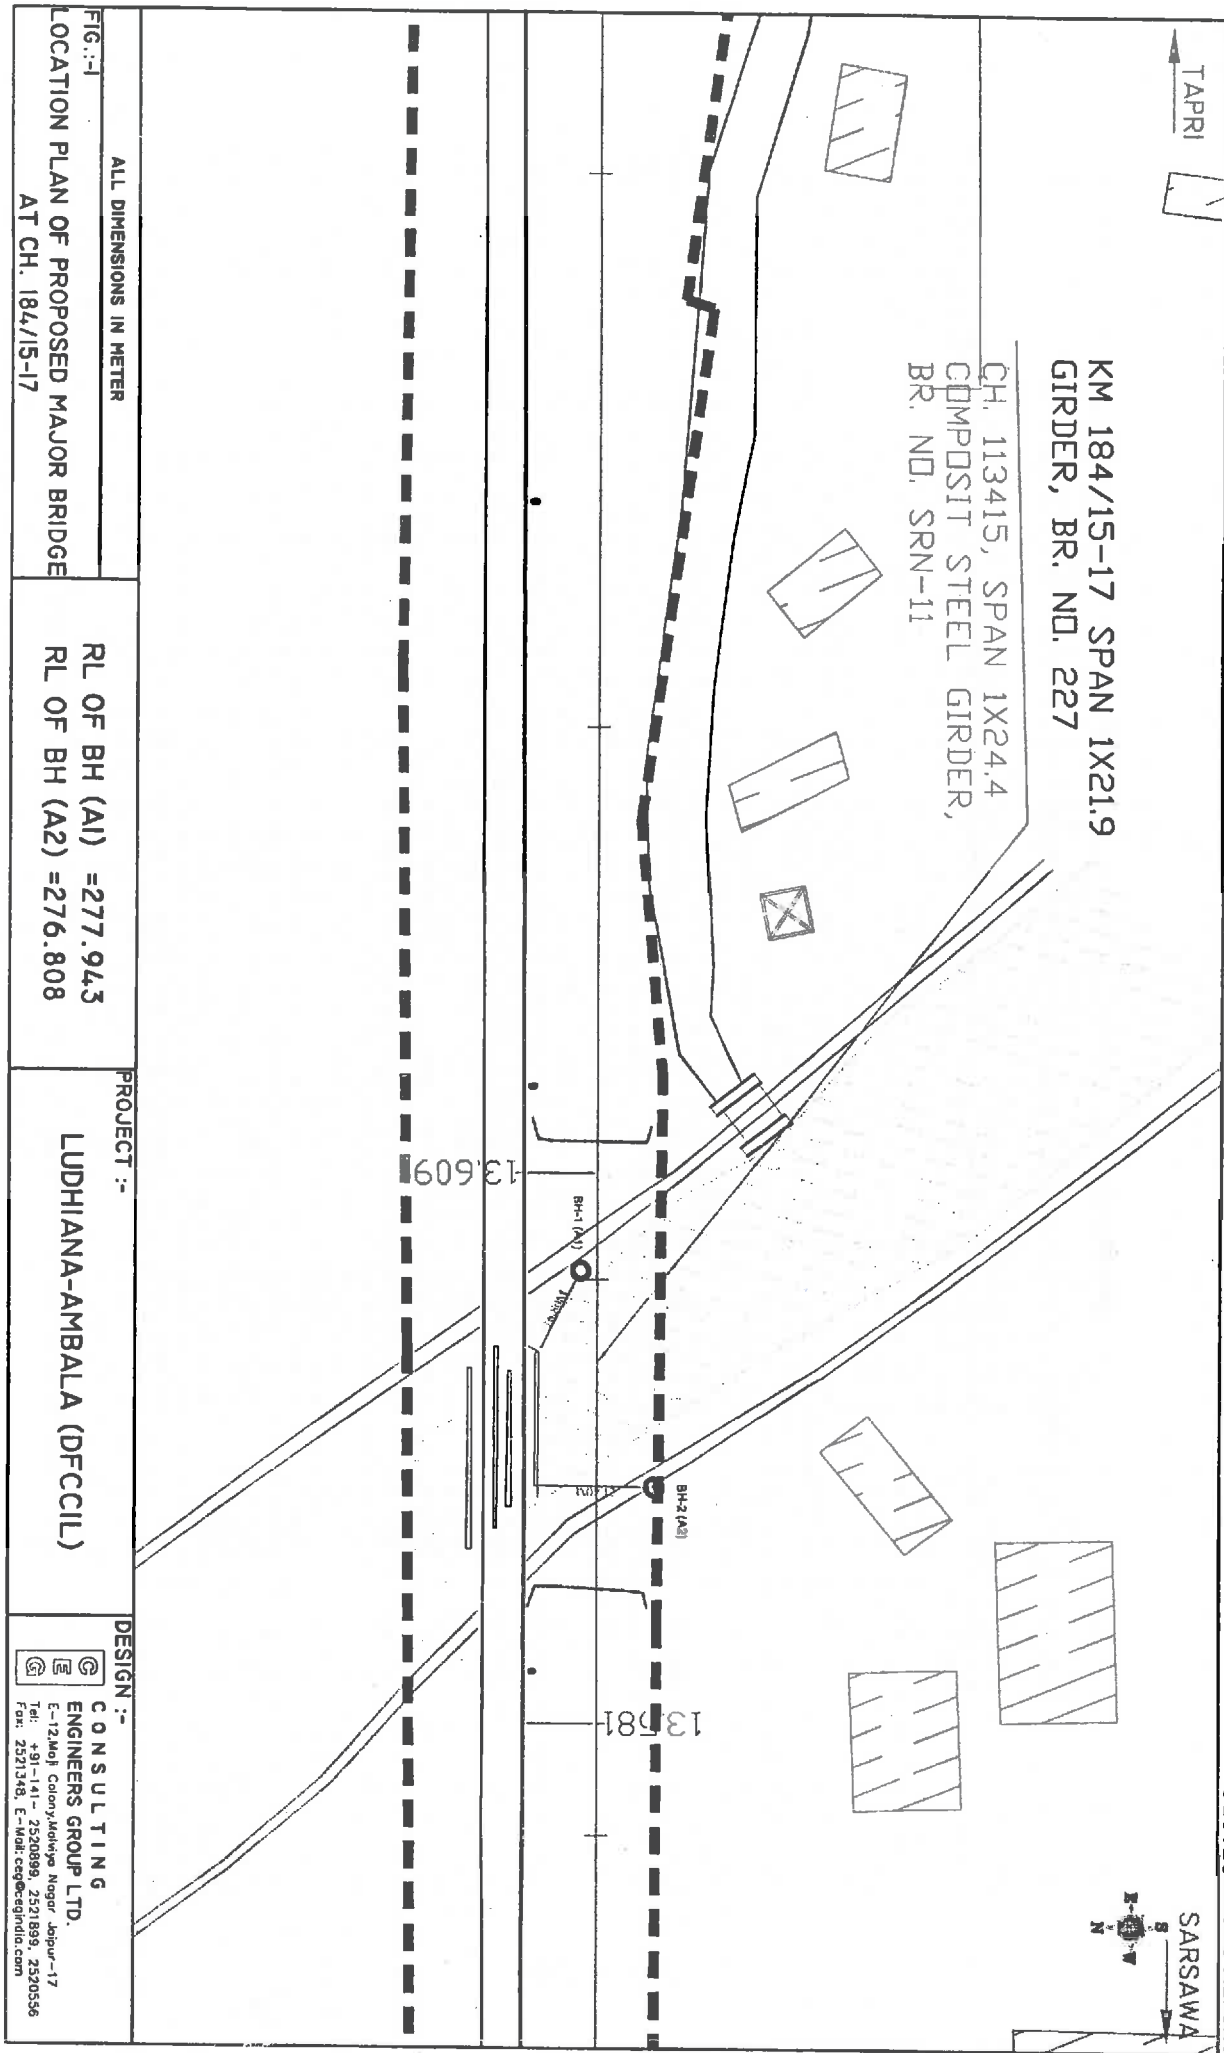 TAPRI
SARSAWA
S
E
W
N
KM 184/15-17 SPAN 1X21.9
GIRDER, BR. NO. 227
CH. 113415, SPAN 1X24.4
COMPOSIT STEEL GIRDER,
BR. NO. SRN-11
13.609
13.581
BH-1 (A1)
BH-2 (A2)
ALL DIMENSIONS IN METER
FIG.:-1
LOCATION PLAN OF PROPOSED MAJOR BRIDGE
AT CH. 184/15-17
RL OF BH (A1) =277.943
RL OF BH (A2) =276.808
PROJECT :-
LUDHIANA-AMBALA (DFCCIL)
DESIGN :-
C E G
CONSULTING
ENGINEERS GROUP LTD.
E-12,Moji Colony,Malviya Nagar Jaipur-17
Tel: +91-141- 2520899, 2521899, 2520556
Fax: 2521348, E-Mail:ceg@cegindia.com